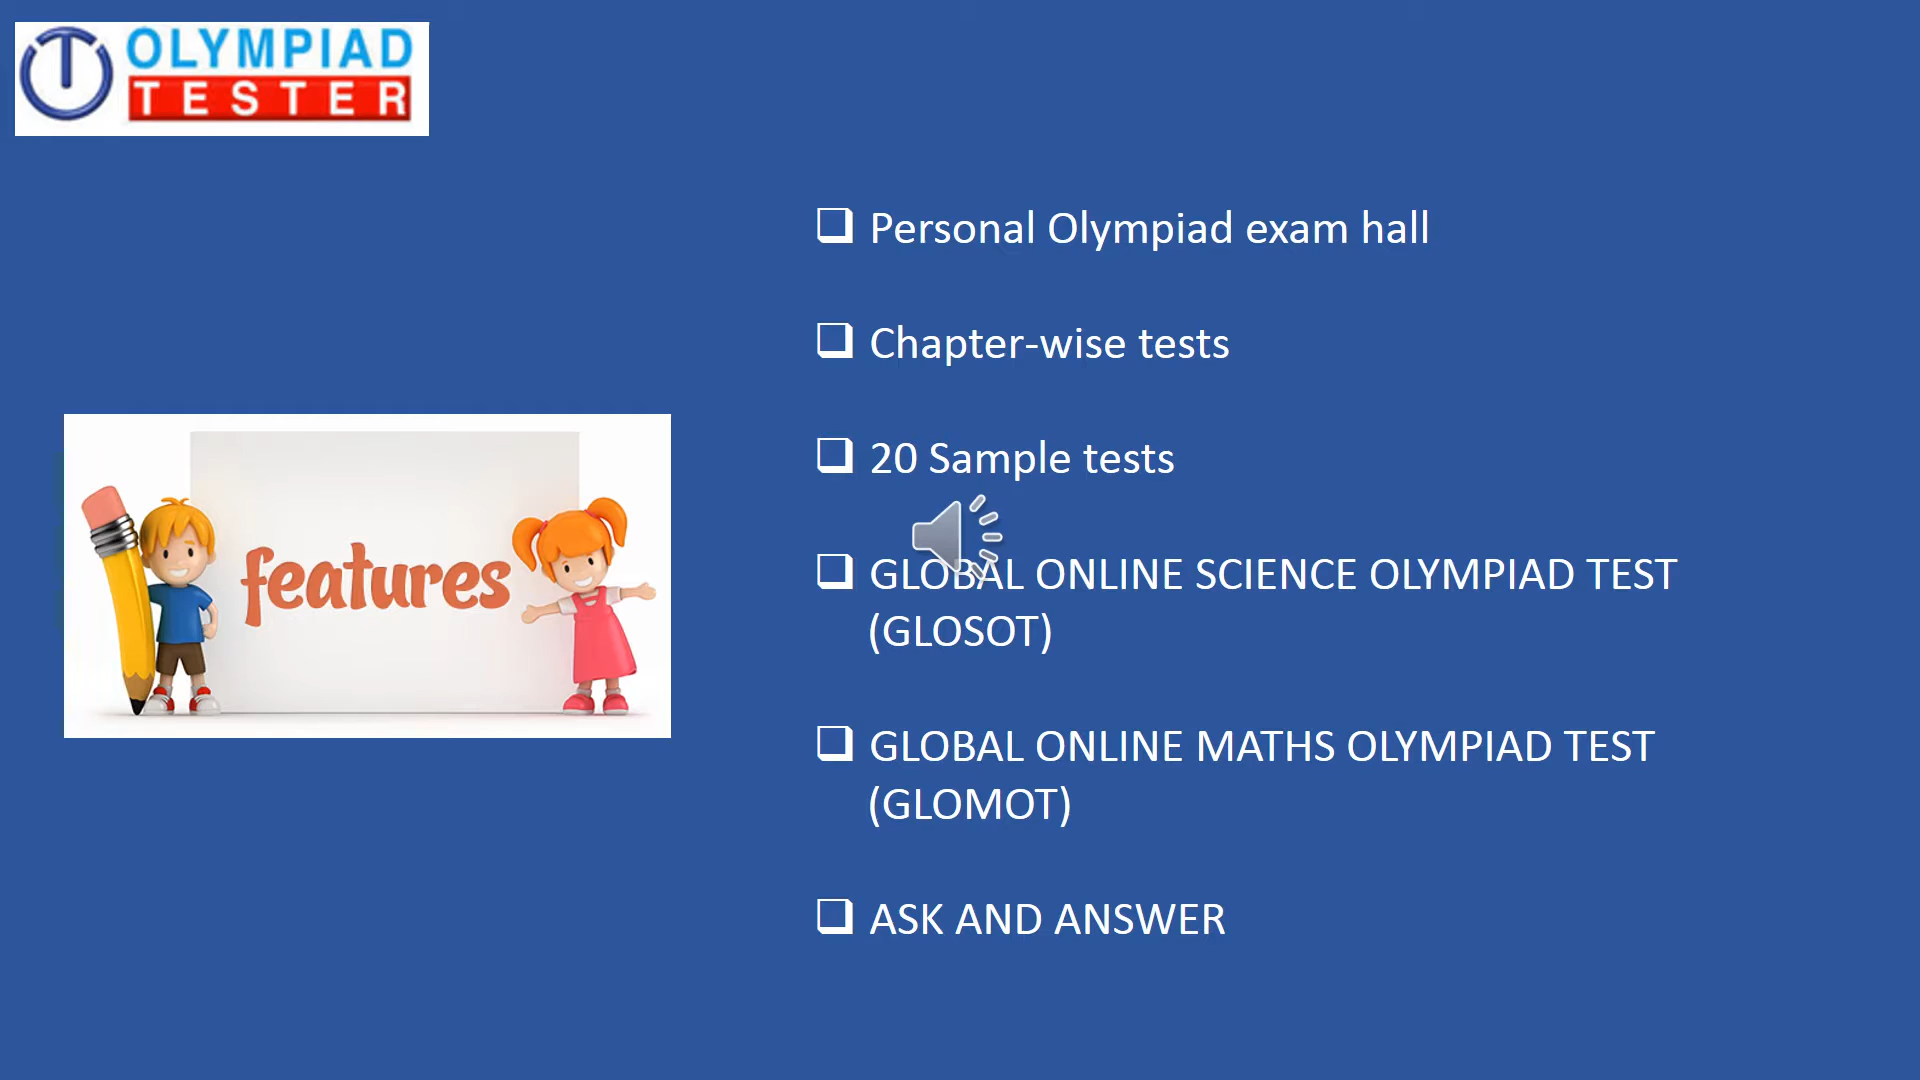 OLYMPIAD
TESTER
Personal Olympiad exam hall
Chapter-wise tests
20 Sample tests
GLOBAL ONLINE SCIENCE OLYMPIAD TEST
(GLOSOT)
GLOBAL ONLINE MATHS OLYMPIAD TEST
(GLOMOT)
ASK AND ANSWER
features